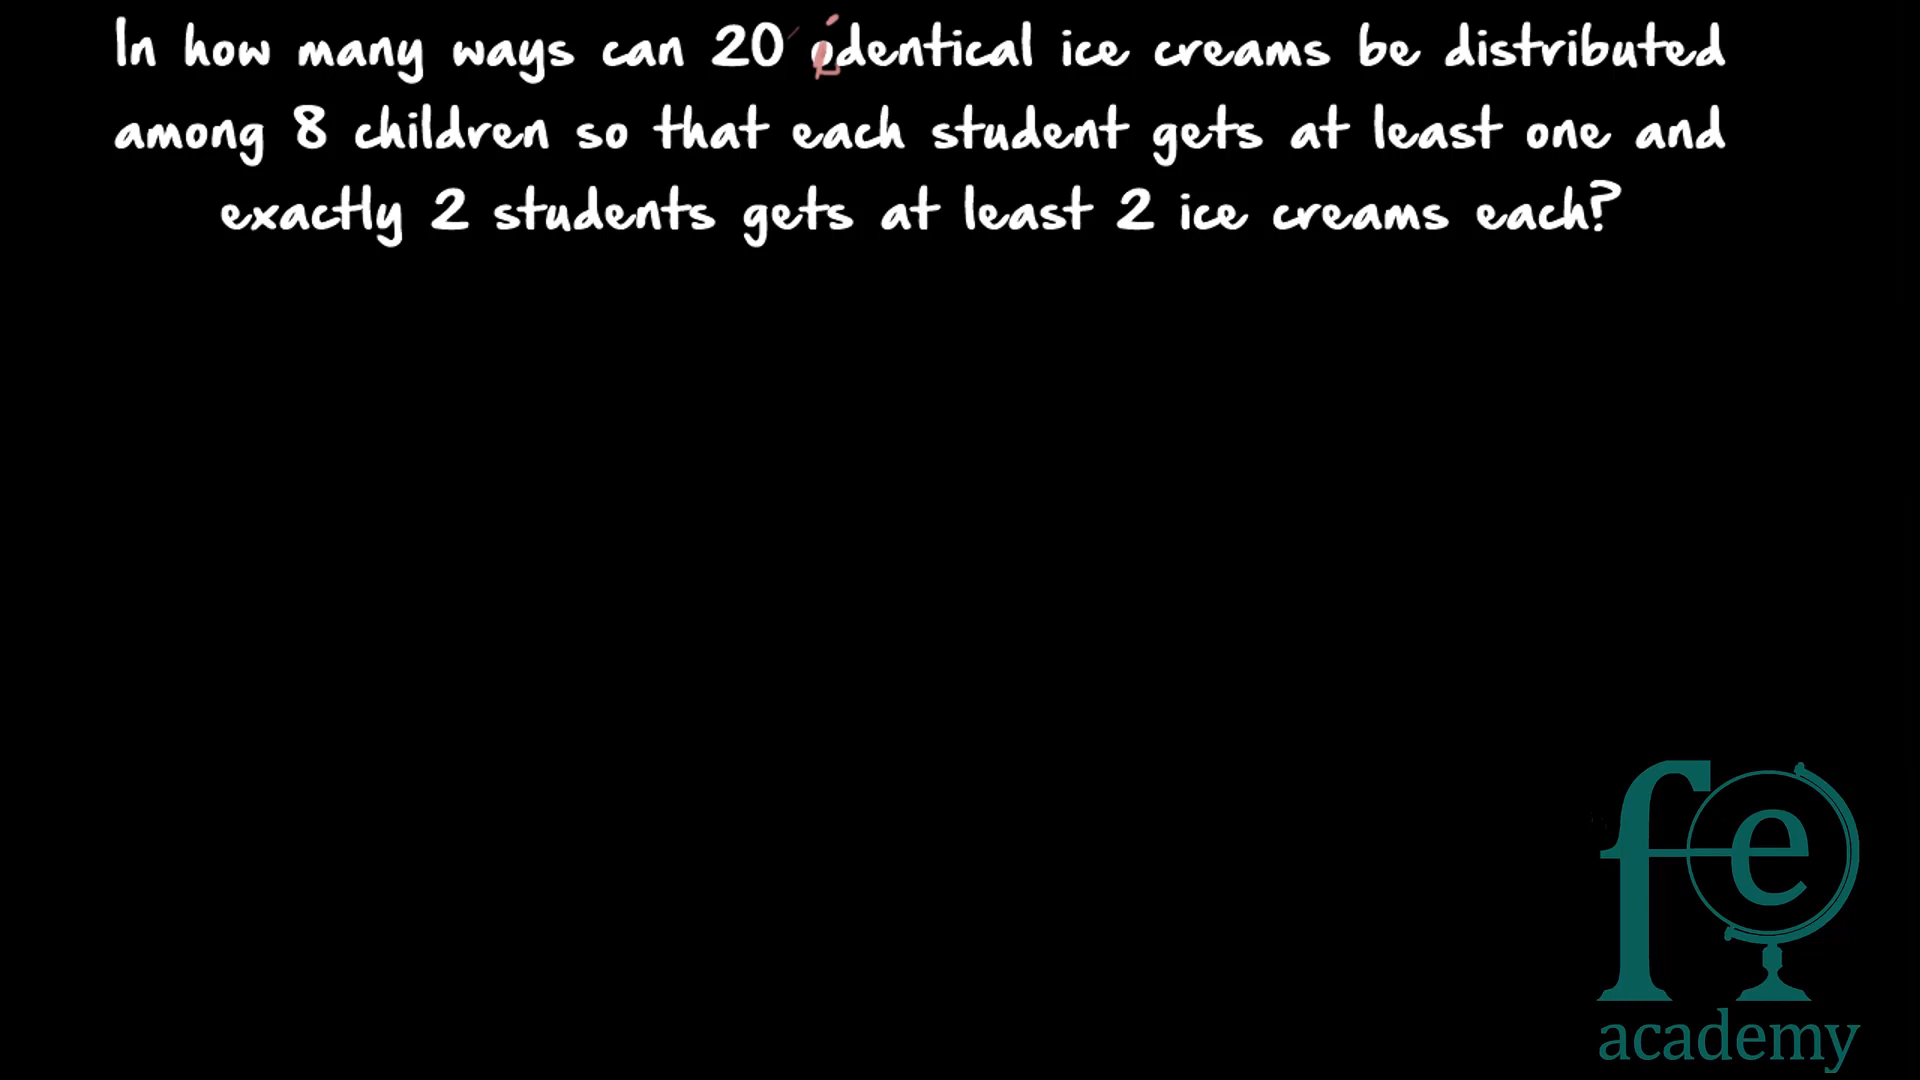 In how many ways can 20 identical ice creams be distributed
among 8 children so that each student gets at least one and
exactly 2 students gets at least 2 ice creams each?
fe
academy